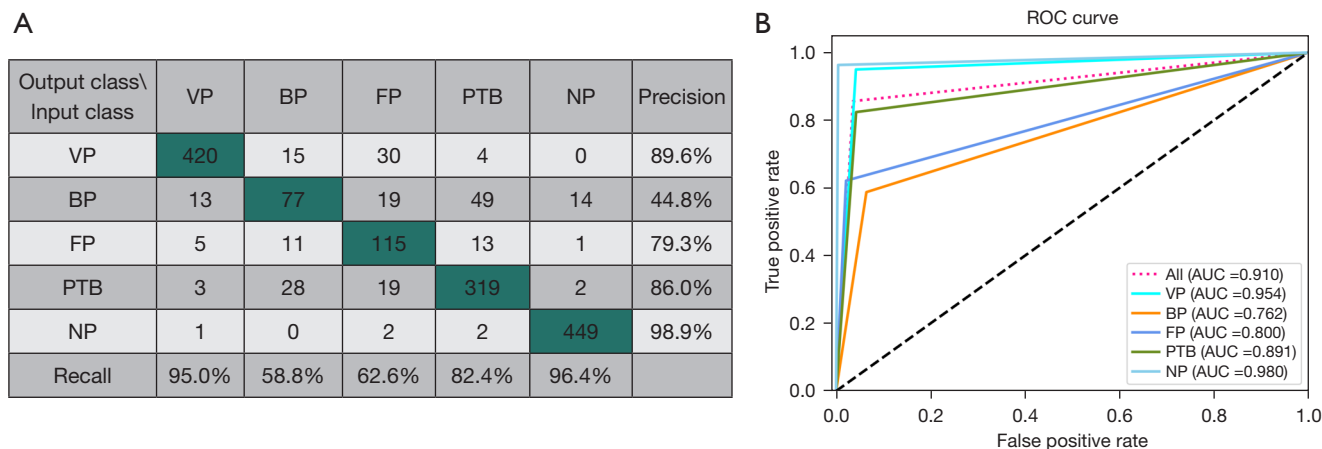 A
Output class\ Input class VP BP FP PTB NP Precision
VP 420 15 30 4 0 89.6%
BP 13 77 19 49 14 44.8%
FP 5 11 115 13 1 79.3%
PTB 3 28 19 319 2 86.0%
NP 1 0 2 2 449 98.9%
Recall 95.0% 58.8% 62.6% 82.4% 96.4%
B
ROC curve
True positive rate
1.0
0.8
0.6
0.4
0.2
0.0
All (AUC =0.910)
VP (AUC =0.954)
BP (AUC =0.762)
FP (AUC =0.800)
PTB (AUC =0.891)
NP (AUC =0.980)
0.0 0.2 0.4 0.6 0.8 1.0
False positive rate